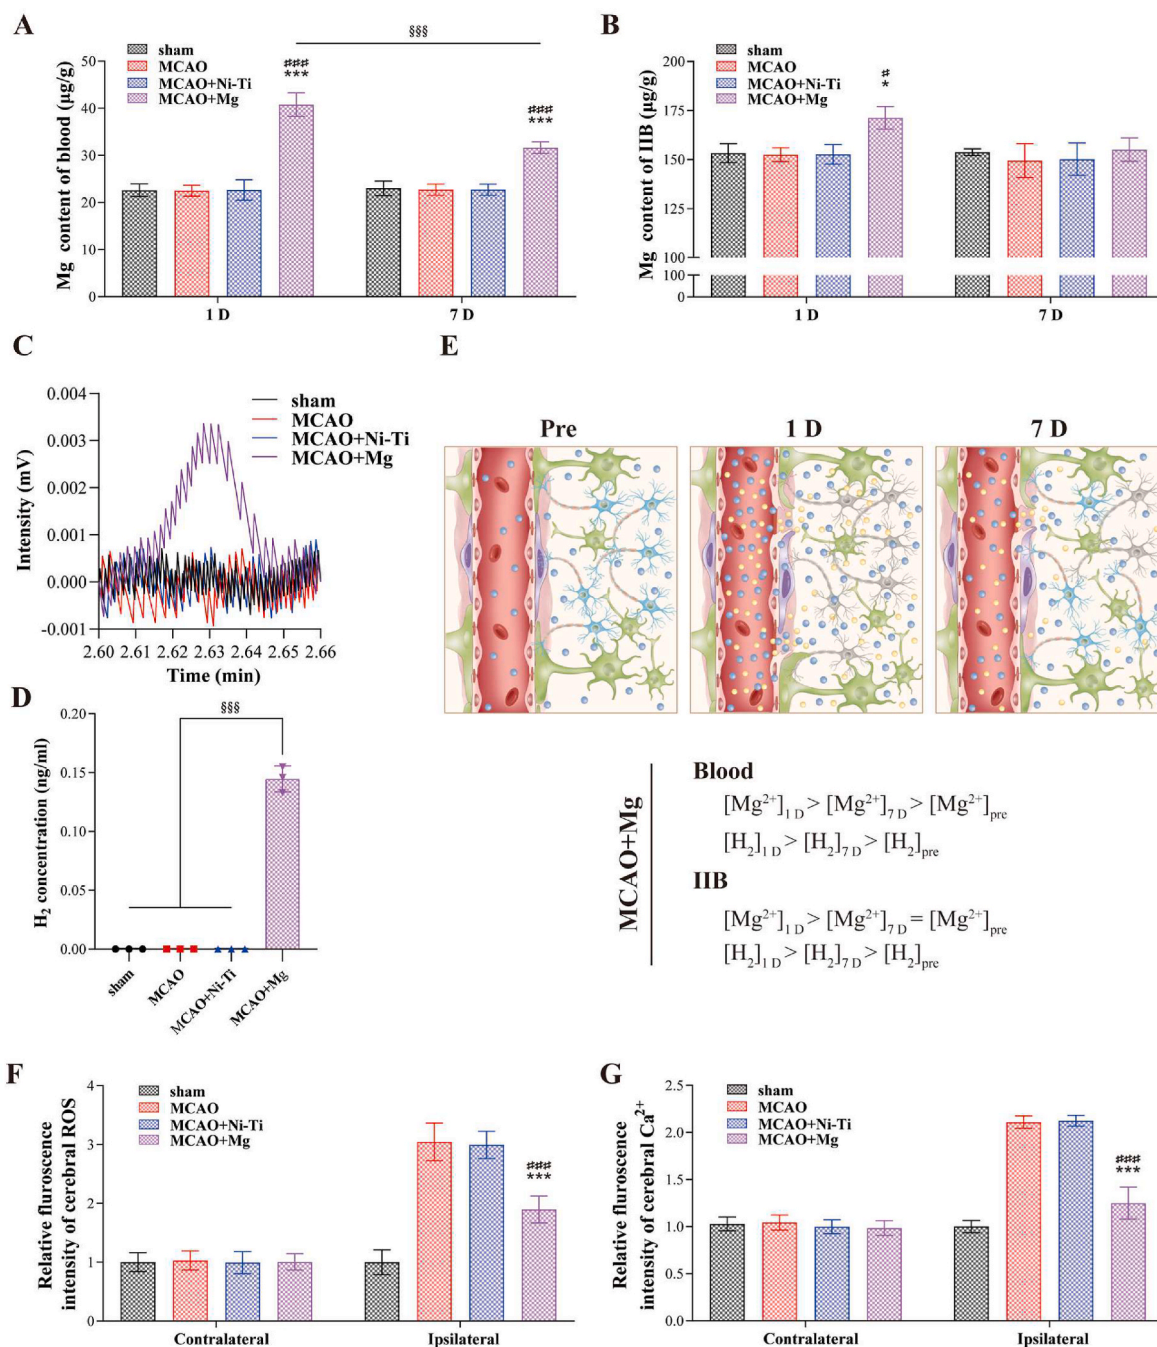 A
§§§
sham
MCAO
MCAO+Ni-Ti
MCAO+Mg
Mg content of blood (μg/g)
50
40
30
20
10
0
###
***
###
***
1 D
7 D
B
sham
MCAO
MCAO+Ni-Ti
MCAO+Mg
Mg content of IIB (μg/g)
200
175
150
125
100
100
0
#
*
1 D
7 D
C
sham
MCAO
MCAO+Ni-Ti
MCAO+Mg
Intensity (mV)
0.004
0.003
0.002
0.001
0.000
-0.001
2.60 2.61 2.62 2.63 2.64 2.65 2.66
Time (min)
D
§§§
H₂ concentration (ng/ml)
0.20
0.15
0.10
0.05
0.00
sham
MCAO
MCAO+Ni-Ti
MCAO+Mg
E
Pre
1 D
7 D
MCAO+Mg
Blood
[Mg²⁺]₁ D > [Mg²⁺]₇ D > [Mg²⁺]pre
[H₂]₁ D > [H₂]₇ D > [H₂]pre
IIB
[Mg²⁺]₁ D > [Mg²⁺]₇ D = [Mg²⁺]pre
[H₂]₁ D > [H₂]₇ D > [H₂]pre
F
sham
MCAO
MCAO+Ni-Ti
MCAO+Mg
Relative fluroscence
intensity of cerebral ROS
4
3
2
1
0
###
***
Contralateral
Ipsilateral
G
sham
MCAO
MCAO+Ni-Ti
MCAO+Mg
Relative fluroscence
intensity of cerebral Ca²⁺
2.5
2.0
1.5
1.0
0.5
0.0
###
***
Contralateral
Ipsilateral